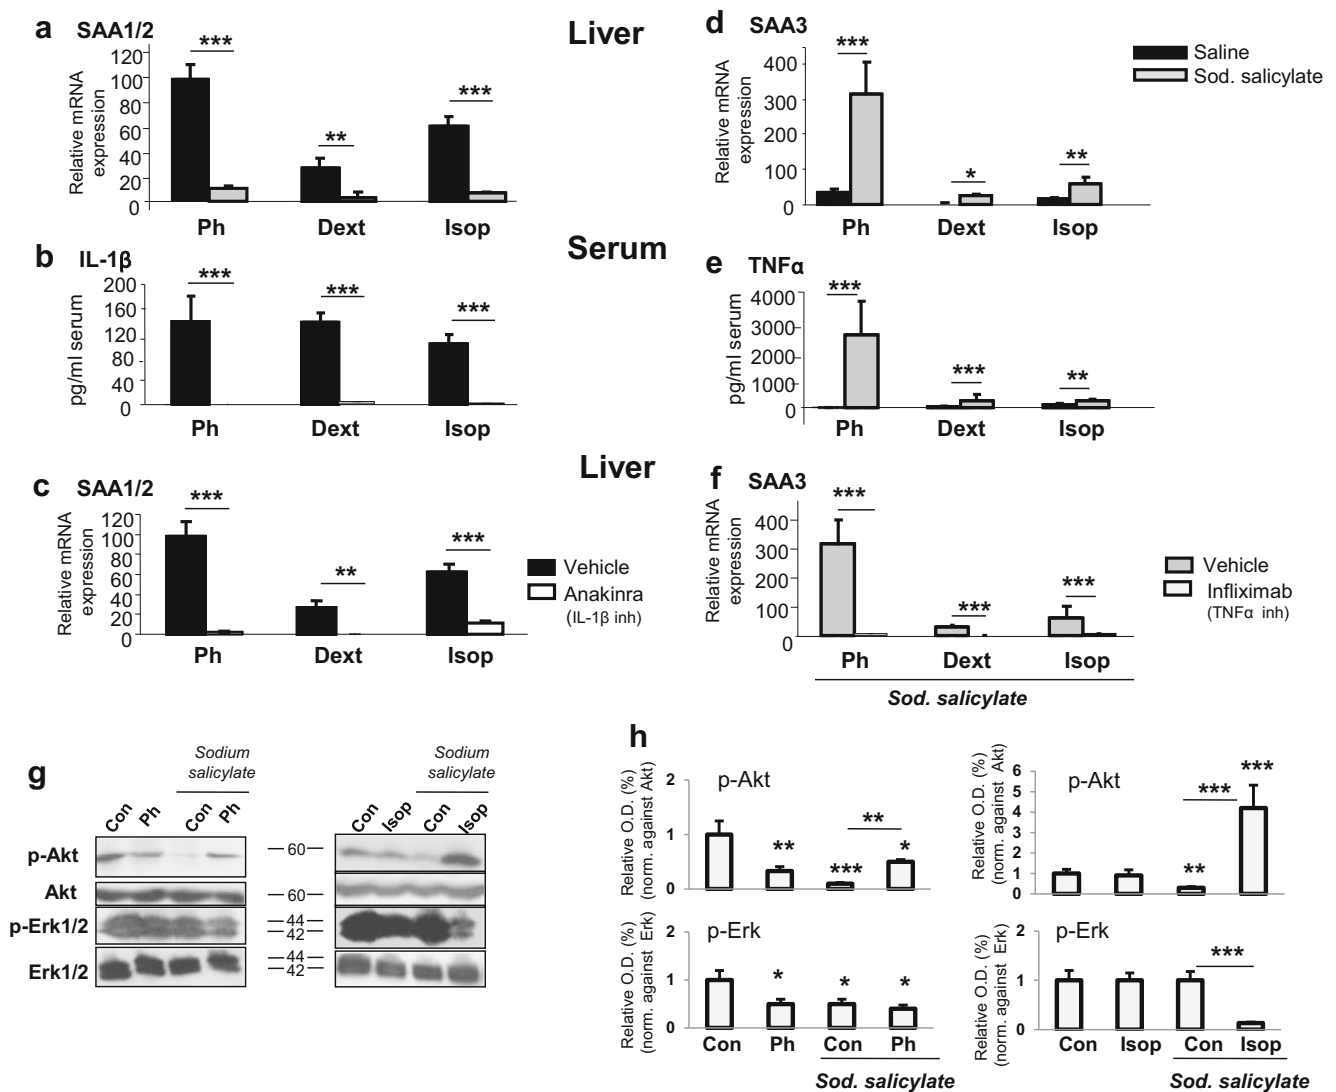 a SAA1/2
Liver
Relative mRNA expression
120
100
80
60
40
20
0
***
**
***
Ph Dext Isop
d SAA3
Saline
Sod. salicylate
Relative mRNA expression
400
300
200
100
0
***
*
**
Ph Dext Isop
Serum
b IL-1β
pg/ml serum
200
160
120
80
40
0
***
***
***
Ph Dext Isop
e TNFα
pg/ml serum
4000
3000
2000
1000
0
***
***
**
Ph Dext Isop
Liver
c SAA1/2
Relative mRNA expression
120
100
80
60
40
20
0
***
**
***
Ph Dext Isop
Vehicle
Anakinra
(IL-1β inh)
f SAA3
Relative mRNA expression
400
300
200
100
0
***
***
***
Ph Dext Isop
Sod. salicylate
Vehicle
Infliximab
(TNFα inh)
g
Sodium salicylate
Con Ph Con Ph
Sodium salicylate
Con Isop Con Isop
p-Akt
60
Akt
60
p-Erk1/2
44
42
Erk1/2
44
42
h
p-Akt
Relative O.D. (%)
(norm. against Akt)
2
1
0
**
***
**
*
p-Akt
Relative O.D. (%)
(norm. against Akt)
6
5
4
3
2
1
0
**
***
***
p-Erk
Relative O.D. (%)
(norm. against Erk)
2
1
0
*
*
*
Con Ph Con Ph
Sod. salicylate
p-Erk
Relative O.D. (%)
(norm. against Erk)
2
1
0
***
Con Isop Con Isop
Sod. salicylate